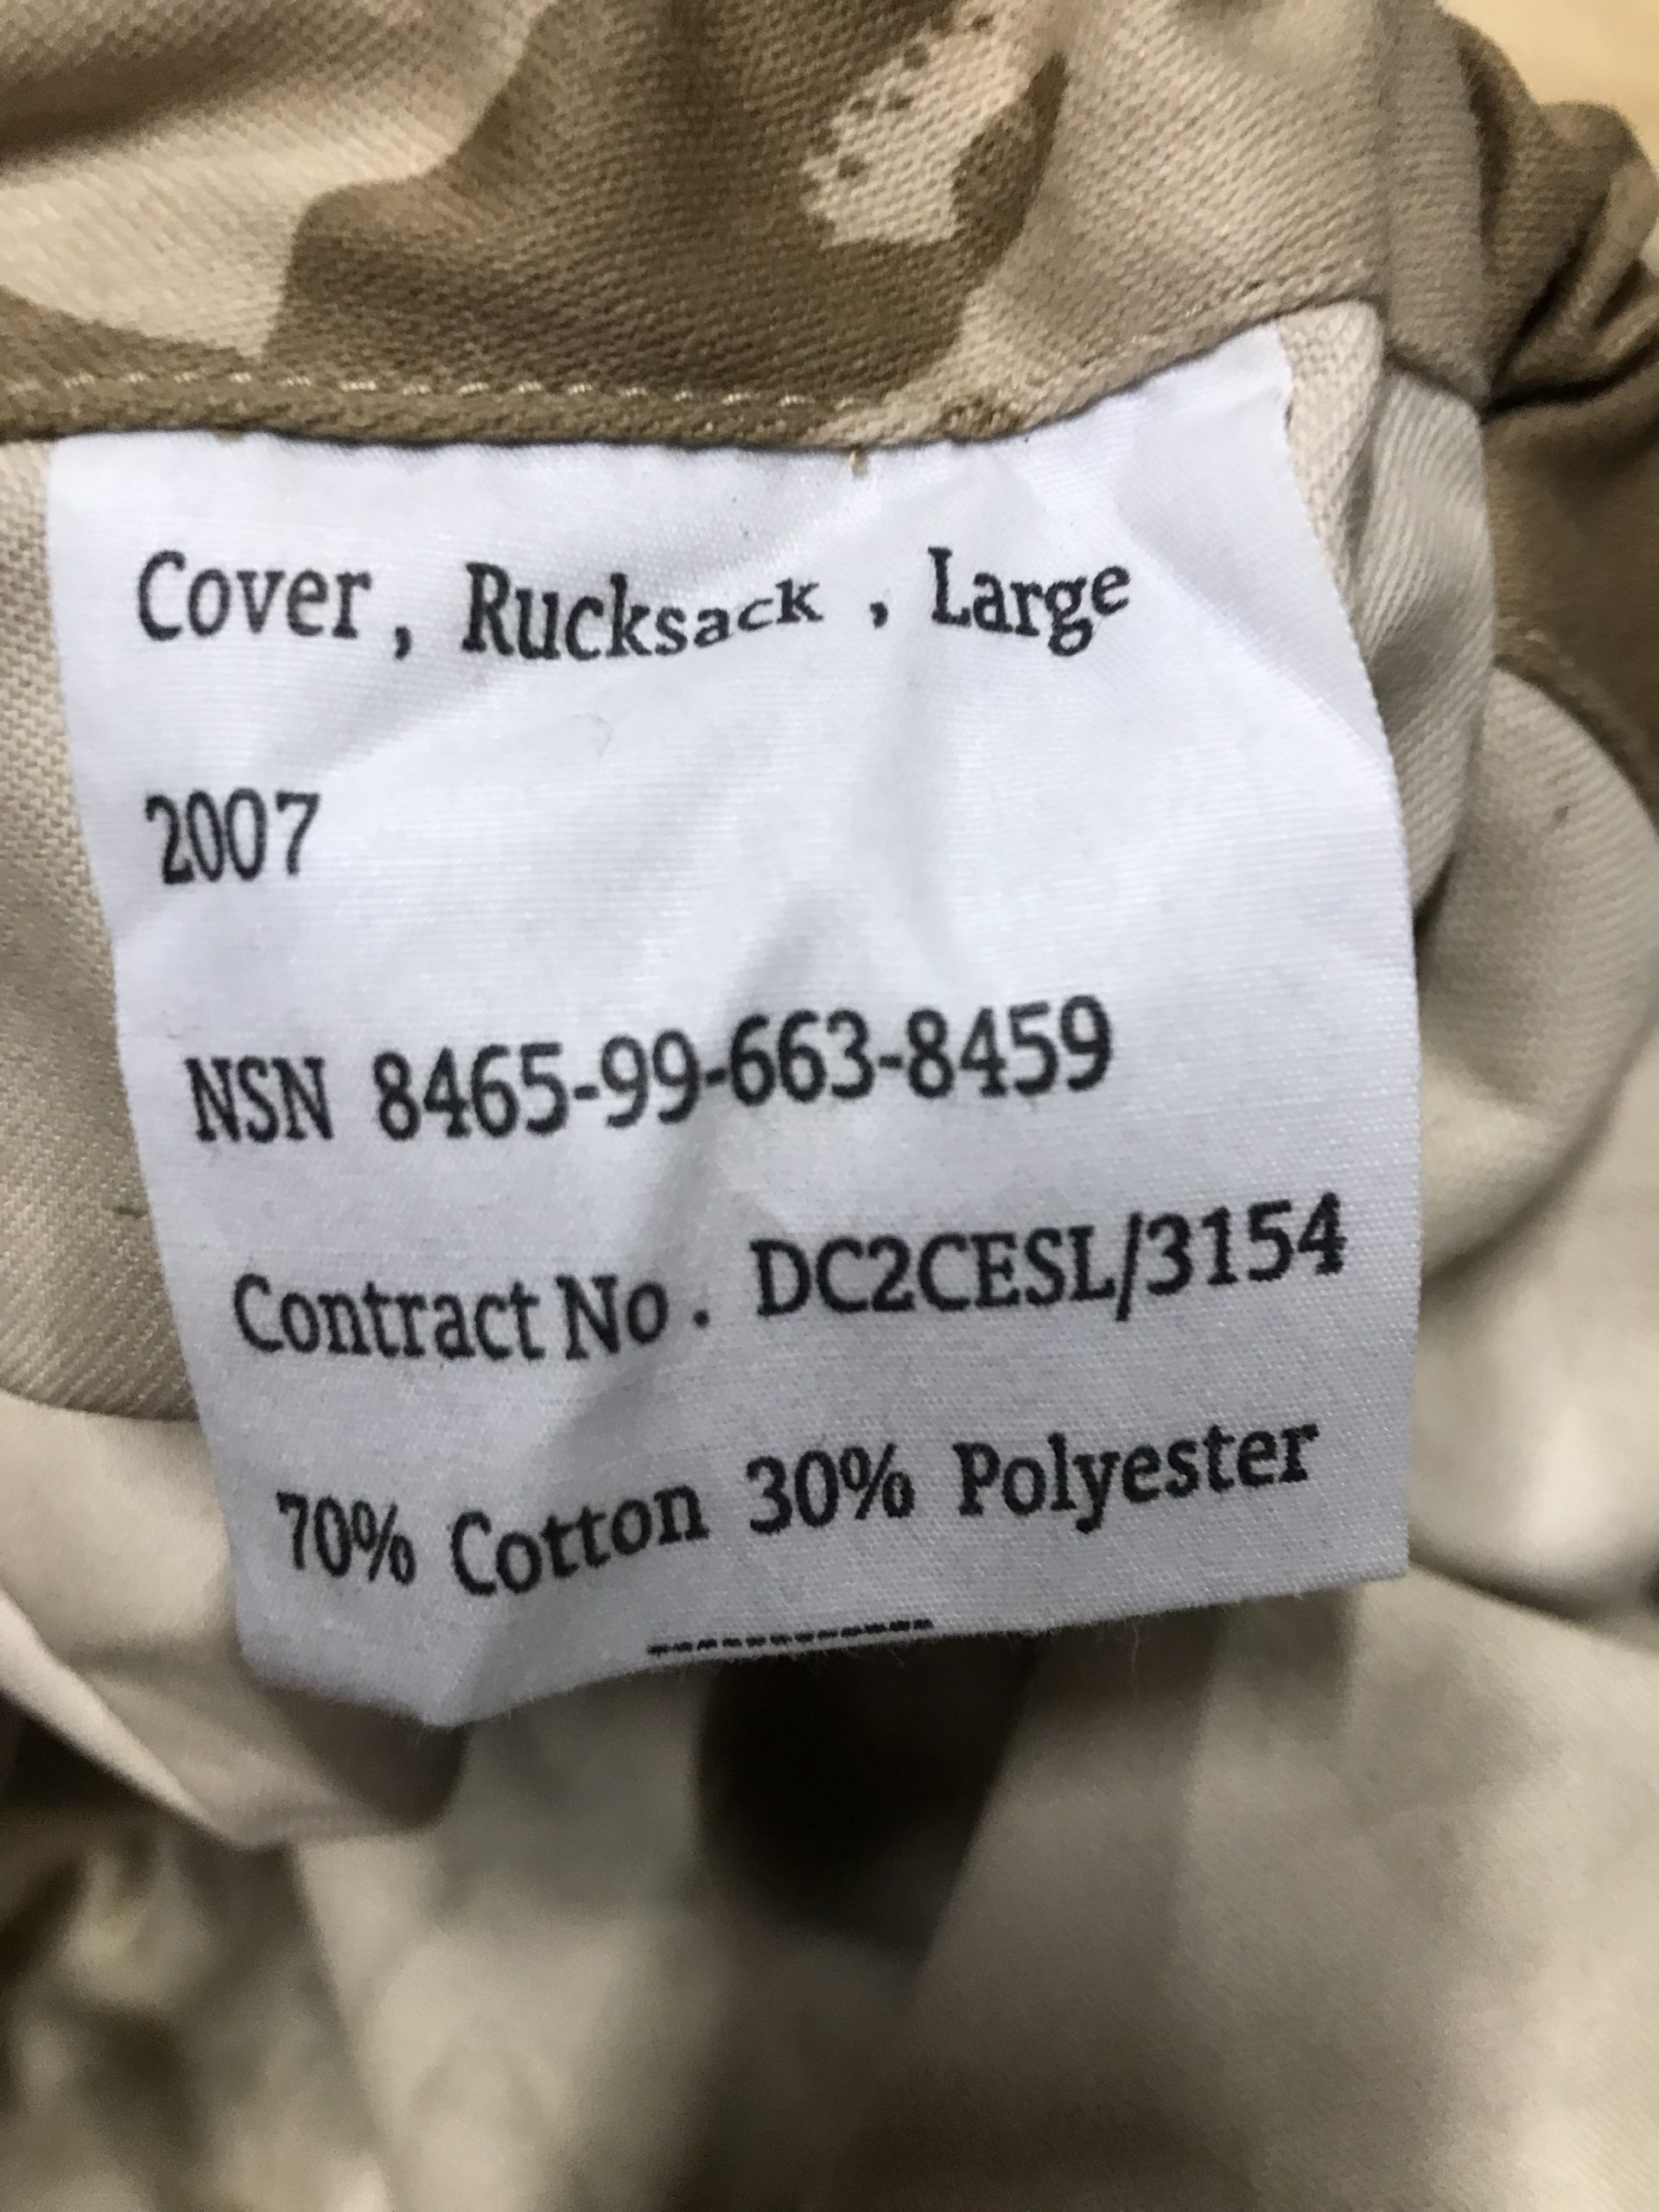 Cover, Rucksack, Large
2007
NSN 8465-99-663-8459
Contract No. DC2CESL/3154
70% Cotton 30% Polyester